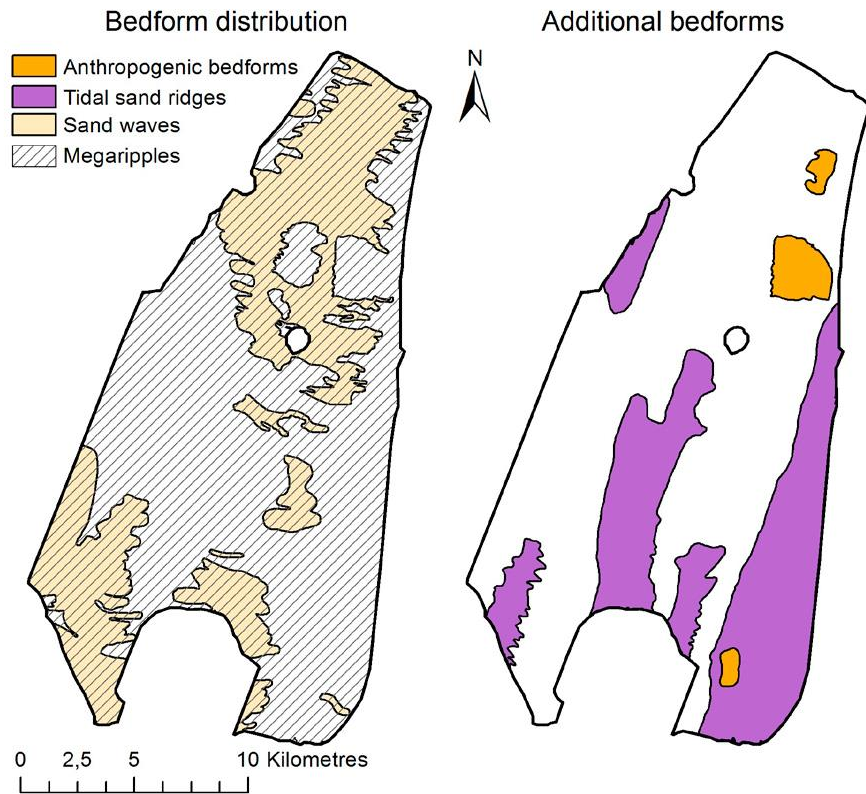 Bedform distribution
Additional bedforms
Anthropogenic bedforms
Tidal sand ridges
Sand waves
Megaripples
N
0 2,5 5 10 Kilometres